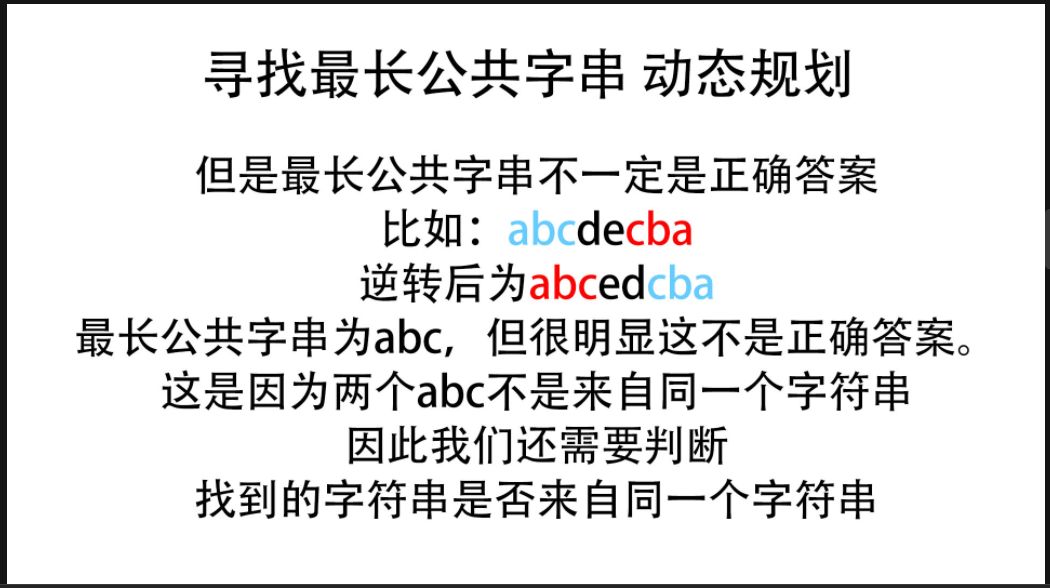 寻找最长公共字串 动态规划
但是最长公共字串不一定是正确答案
比如：abcdecba
逆转后为abcedcba
最长公共字串为abc，但很明显这不是正确答案。
这是因为两个abc不是来自同一个字符串
因此我们还需要判断
找到的字符串是否来自同一个字符串